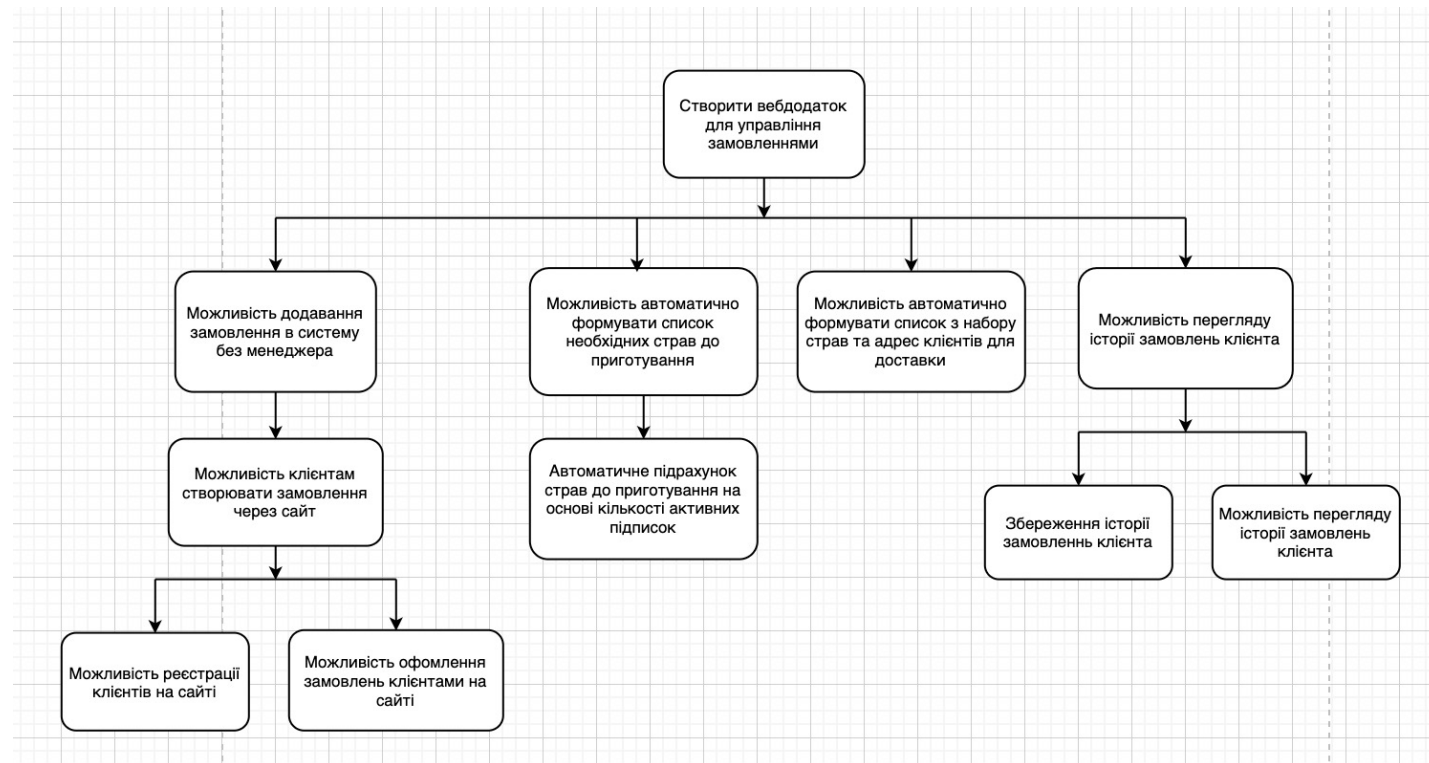 Створити вебдодаток
для управління
замовленнями
Можливість додавання
замовлення в систему
без менеджера
Можливість автоматично
формувати список
необхідних страв до
приготування
Можливість автоматично
формувати список з набору
страв та адрес клієнтів для
доставки
Можливість перегляду
історії замовлень клієнта
Можливість клієнтам
створювати замовлення
через сайт
Автоматичне підрахунок
страв до приготування на
основі кількості активних
підписок
Збереження історії
замовленнь клієнта
Можливість перегляду
історії замовлень
клієнта
Можливість реєстрації
клієнтів на сайті
Можливість офомлення
замовлень клієнтами на
сайті